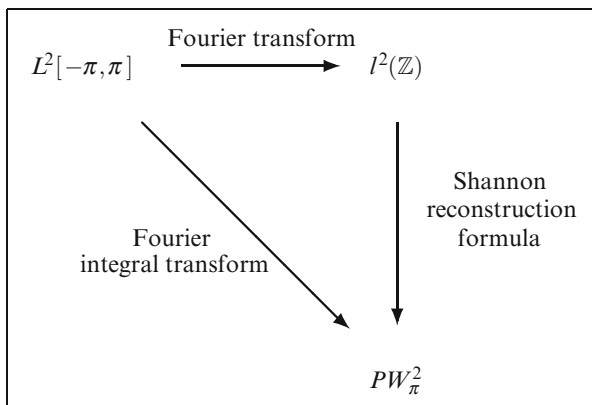 Fourier transform
L²[−π,π] l²(ℤ)
Shannon
reconstruction
formula
Fourier
integral transform
PW²_π